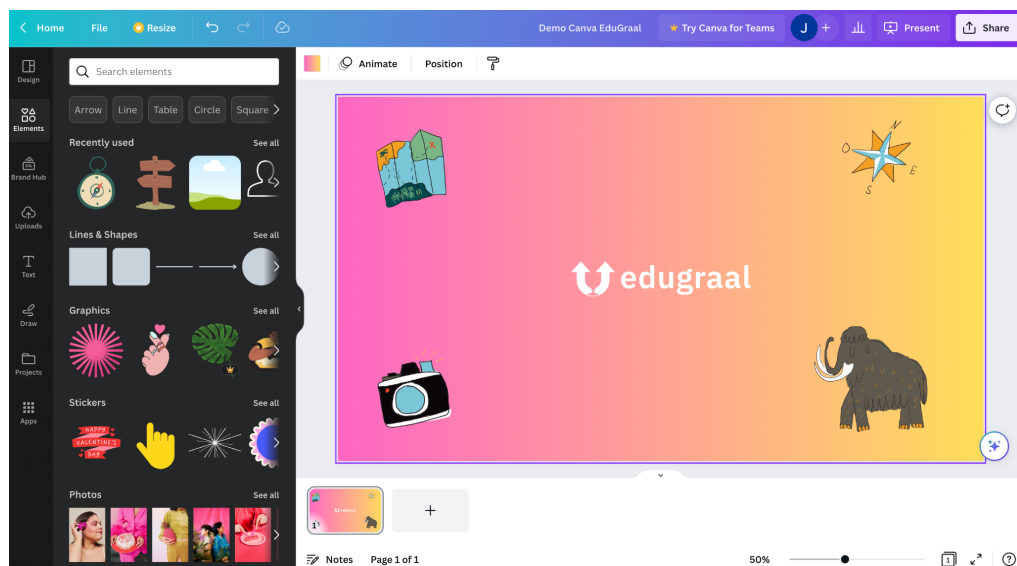 Home File Resize Demo Canva EduGraal Try Canva for Teams J + Present Share
Design
Elements
Brand Hub
Uploads
Text
Draw
Projects
Apps
Search elements
Arrow Line Table Circle Square
Recently used See all
Lines & Shapes See all
Graphics See all
Stickers See all
HAPPY
VALENTINE'S
DAY
Photos See all
Animate Position
N
O
E
S
edugraal
edugraal
1
+
Notes Page 1 of 1 50% 1 ?